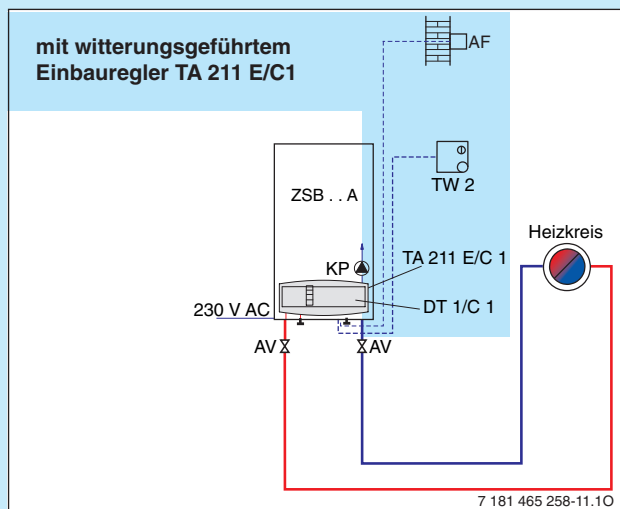 mit witterungsgeführtem
Einbauregler TA 211 E/C1
AF
TW 2
ZSB . . A
Heizkreis
KP
TA 211 E/C 1
230 V AC
DT 1/C 1
AV
AV
7 181 465 258-11.1O